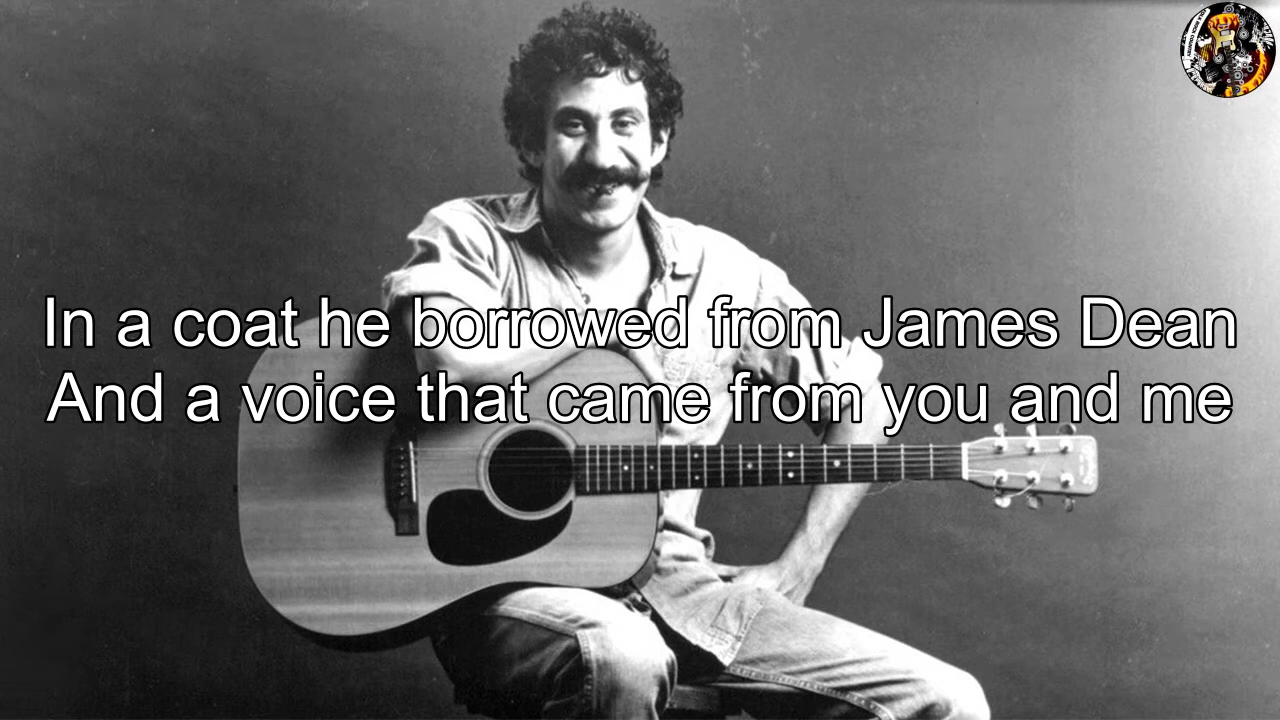 In a coat he borrowed from James Dean
And a voice that came from you and me